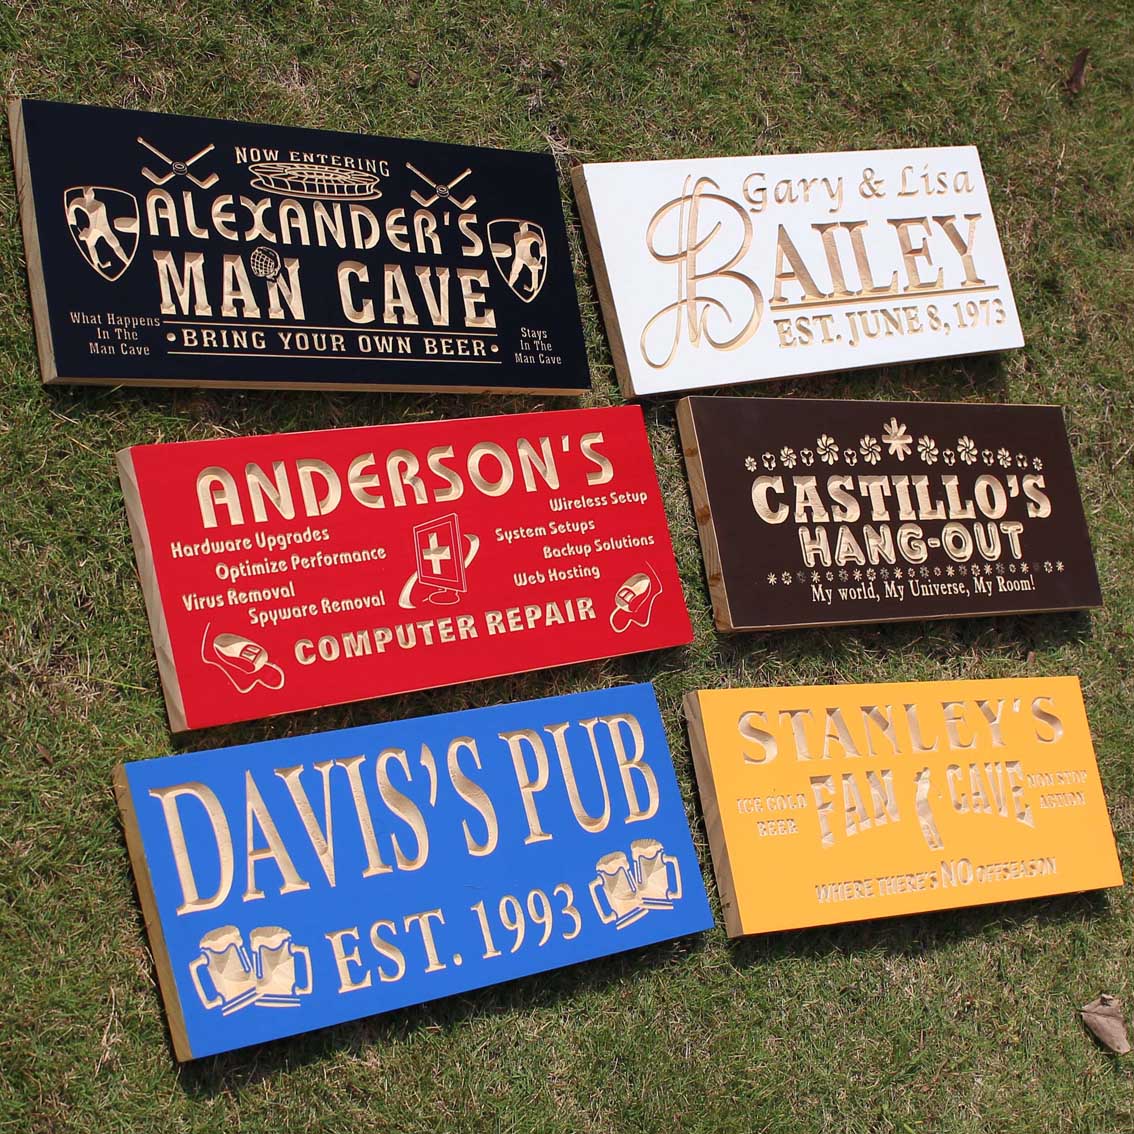 NOW ENTERING
ALEXANDER'S
MAN CAVE
What Happens
In The
Man Cave
• BRING YOUR OWN BEER •
Stays
In The
Man Cave
Gary & Lisa
BAILEY
EST. JUNE 8, 1973
ANDERSON'S
Hardware Upgrades
Optimize Performance
Virus Removal
Spyware Removal
Wireless Setup
System Setups
Backup Solutions
Web Hosting
COMPUTER REPAIR
CASTILLO'S
HANG-OUT
My world, My Universe, My Room!
DAVIS'S PUB
EST. 1993
STANLEY'S
FAN CAVE
ICE COLD
BEER
NON STOP
ACTION
WHERE THERE'S NO OFFSEASON